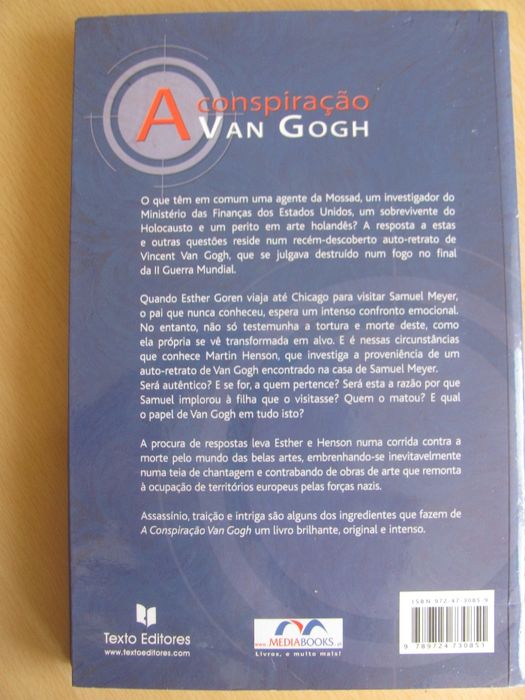 A conspiração
VAN GOGH
O que têm em comum uma agente da Mossad, um investigador do
Ministério das Finanças dos Estados Unidos, um sobrevivente do
Holocausto e um perito em arte holandês? A resposta a estas
e outras questões reside num recém-descoberto auto-retrato de
Vincent Van Gogh, que se julgava destruído num fogo no final
da II Guerra Mundial.
Quando Esther Goren viaja até Chicago para visitar Samuel Meyer,
o pai que nunca conheceu, espera um intenso confronto emocional.
No entanto, não só testemunha a tortura e morte deste, como
ela própria se vê transformada em alvo. E é nessas circunstâncias
que conhece Martin Henson, que investiga a proveniência de um
auto-retrato de Van Gogh encontrado na casa de Samuel Meyer.
Será autêntico? E se for, a quem pertence? Será esta a razão por que
Samuel implorou à filha que o visitasse? Quem o matou? E qual
o papel de Van Gogh em tudo isto?
A procura de respostas leva Esther e Henson numa corrida contra a
morte pelo mundo das belas artes, embrenhando-se inevitavelmente
numa teia de chantagem e contrabando de obras de arte que remonta
à ocupação de territórios europeus pelas forças nazis.
Assassínio, traição e intriga são alguns dos ingredientes que fazem de
A Conspiração Van Gogh um livro brilhante, original e intenso.
Texto Editores
www.textoeditores.com
www.MEDIABOOKS.pt
Livros, e muito mais!
ISBN 972-47-3085-9
9 789724 730851